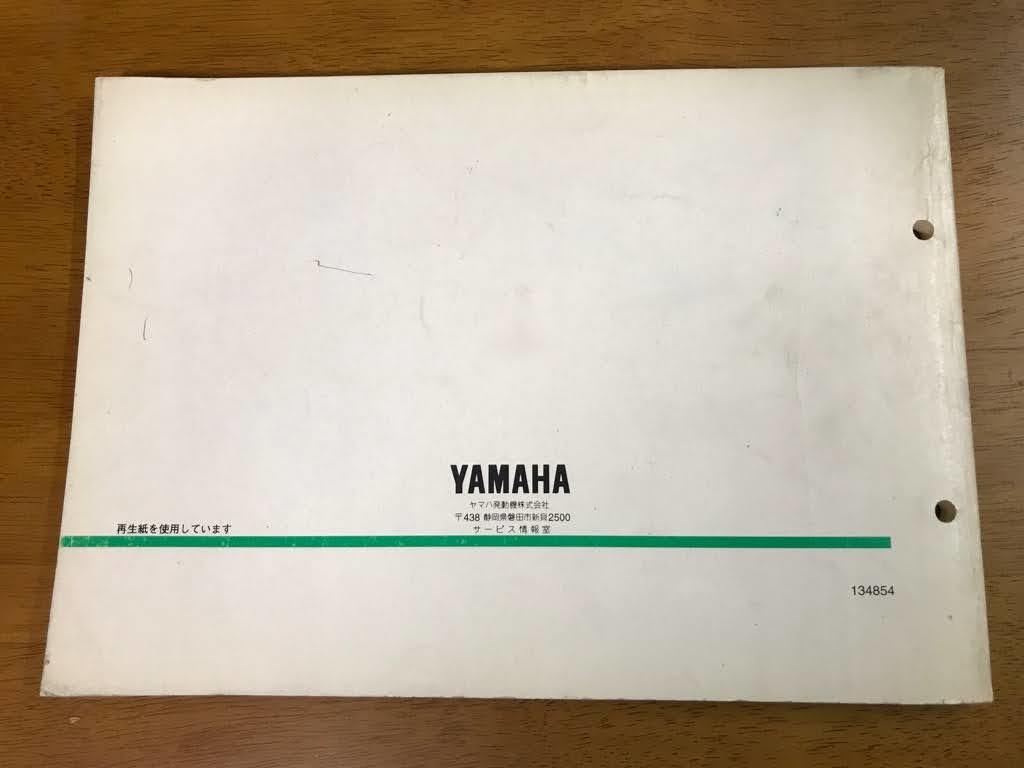 YAMAHA
ヤマハ発動機株式会社
〒438 静岡県磐田市新貝2500
サービス情報室
再生紙を使用しています
134854